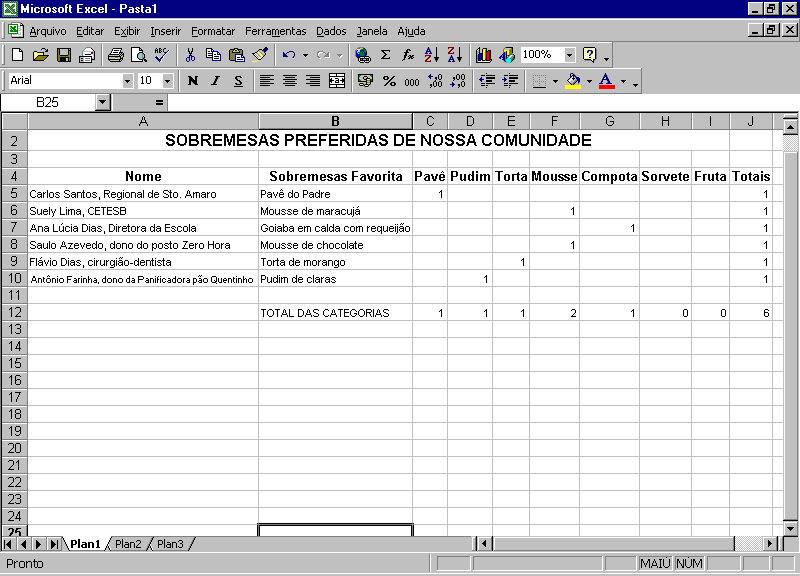 Microsoft Excel - Pasta1
Arquivo Editar Exibir Inserir Formatar Ferramentas Dados Janela Ajuda
ABC Σ fx A Z Z A 100% ?
Arial 10 N I S % 000 ,00 ,00 A
B25 =
A B C D E F G H I J
2 SOBREMESAS PREFERIDAS DE NOSSA COMUNIDADE
3
4 Nome Sobremesas Favorita Pavê Pudim Torta Mousse Compota Sorvete Fruta Totais
5 Carlos Santos, Regional de Sto. Amaro Pavê do Padre 1 1
6 Suely Lima, CETESB Mousse de maracujá 1 1
7 Ana Lúcia Dias, Diretora da Escola Goiaba em calda com requeijão 1 1
8 Saulo Azevedo, dono do posto Zero Hora Mousse de chocolate 1 1
9 Flávio Dias, cirurgião-dentista Torta de morango 1 1
10 Antônio Farinha, dono da Panificadora pão Quentinho Pudim de claras 1 1
11
12 TOTAL DAS CATEGORIAS 1 1 1 2 1 0 0 6
13
14
15
16
17
18
19
20
21
22
23
24
25
Plan1 Plan2 Plan3
Pronto MAIÚ NÚM